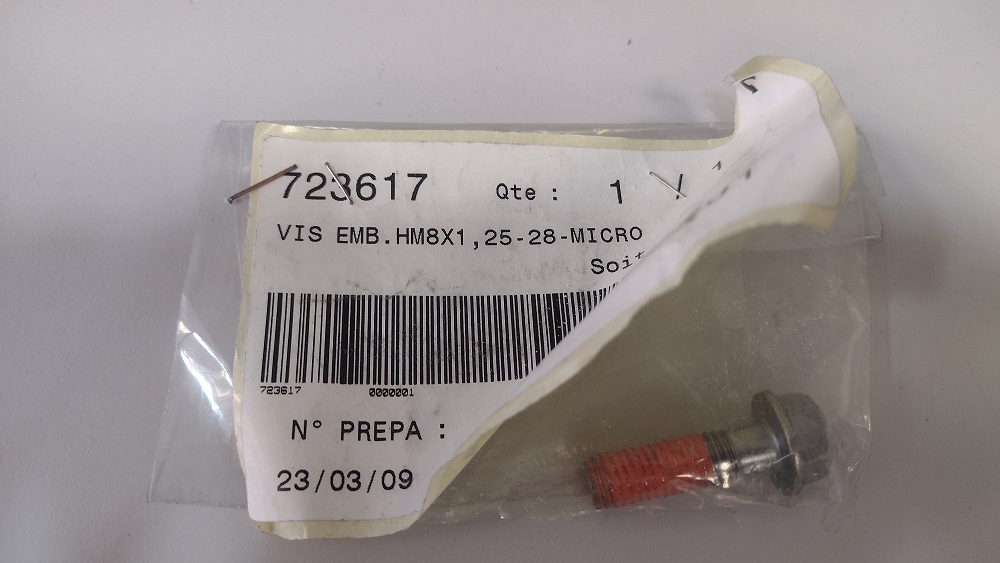 723617 Qte : 1 /
VIS EMB.HM8X1,25-28-MICRO
Soit
723617 0000001
N° PREPA :
23/03/09